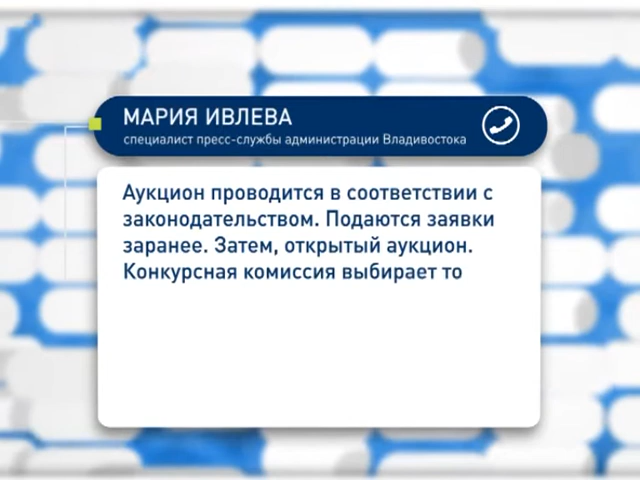 МАРИЯ ИВЛЕВА
специалист пресс-службы администрации Владивостока
Аукцион проводится в соответствии с
законодательством. Подаются заявки
заранее. Затем, открытый аукцион.
Конкурсная комиссия выбирает то